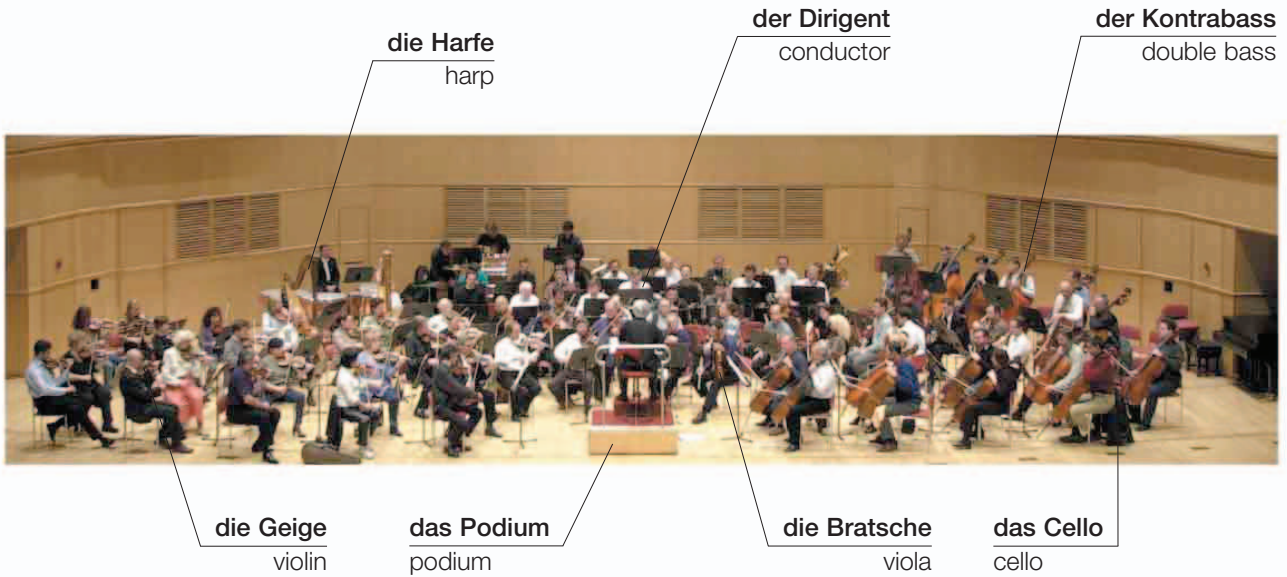 die Harfe
harp
der Dirigent
conductor
der Kontrabass
double bass
die Geige
violin
das Podium
podium
die Bratsche
viola
das Cello
cello